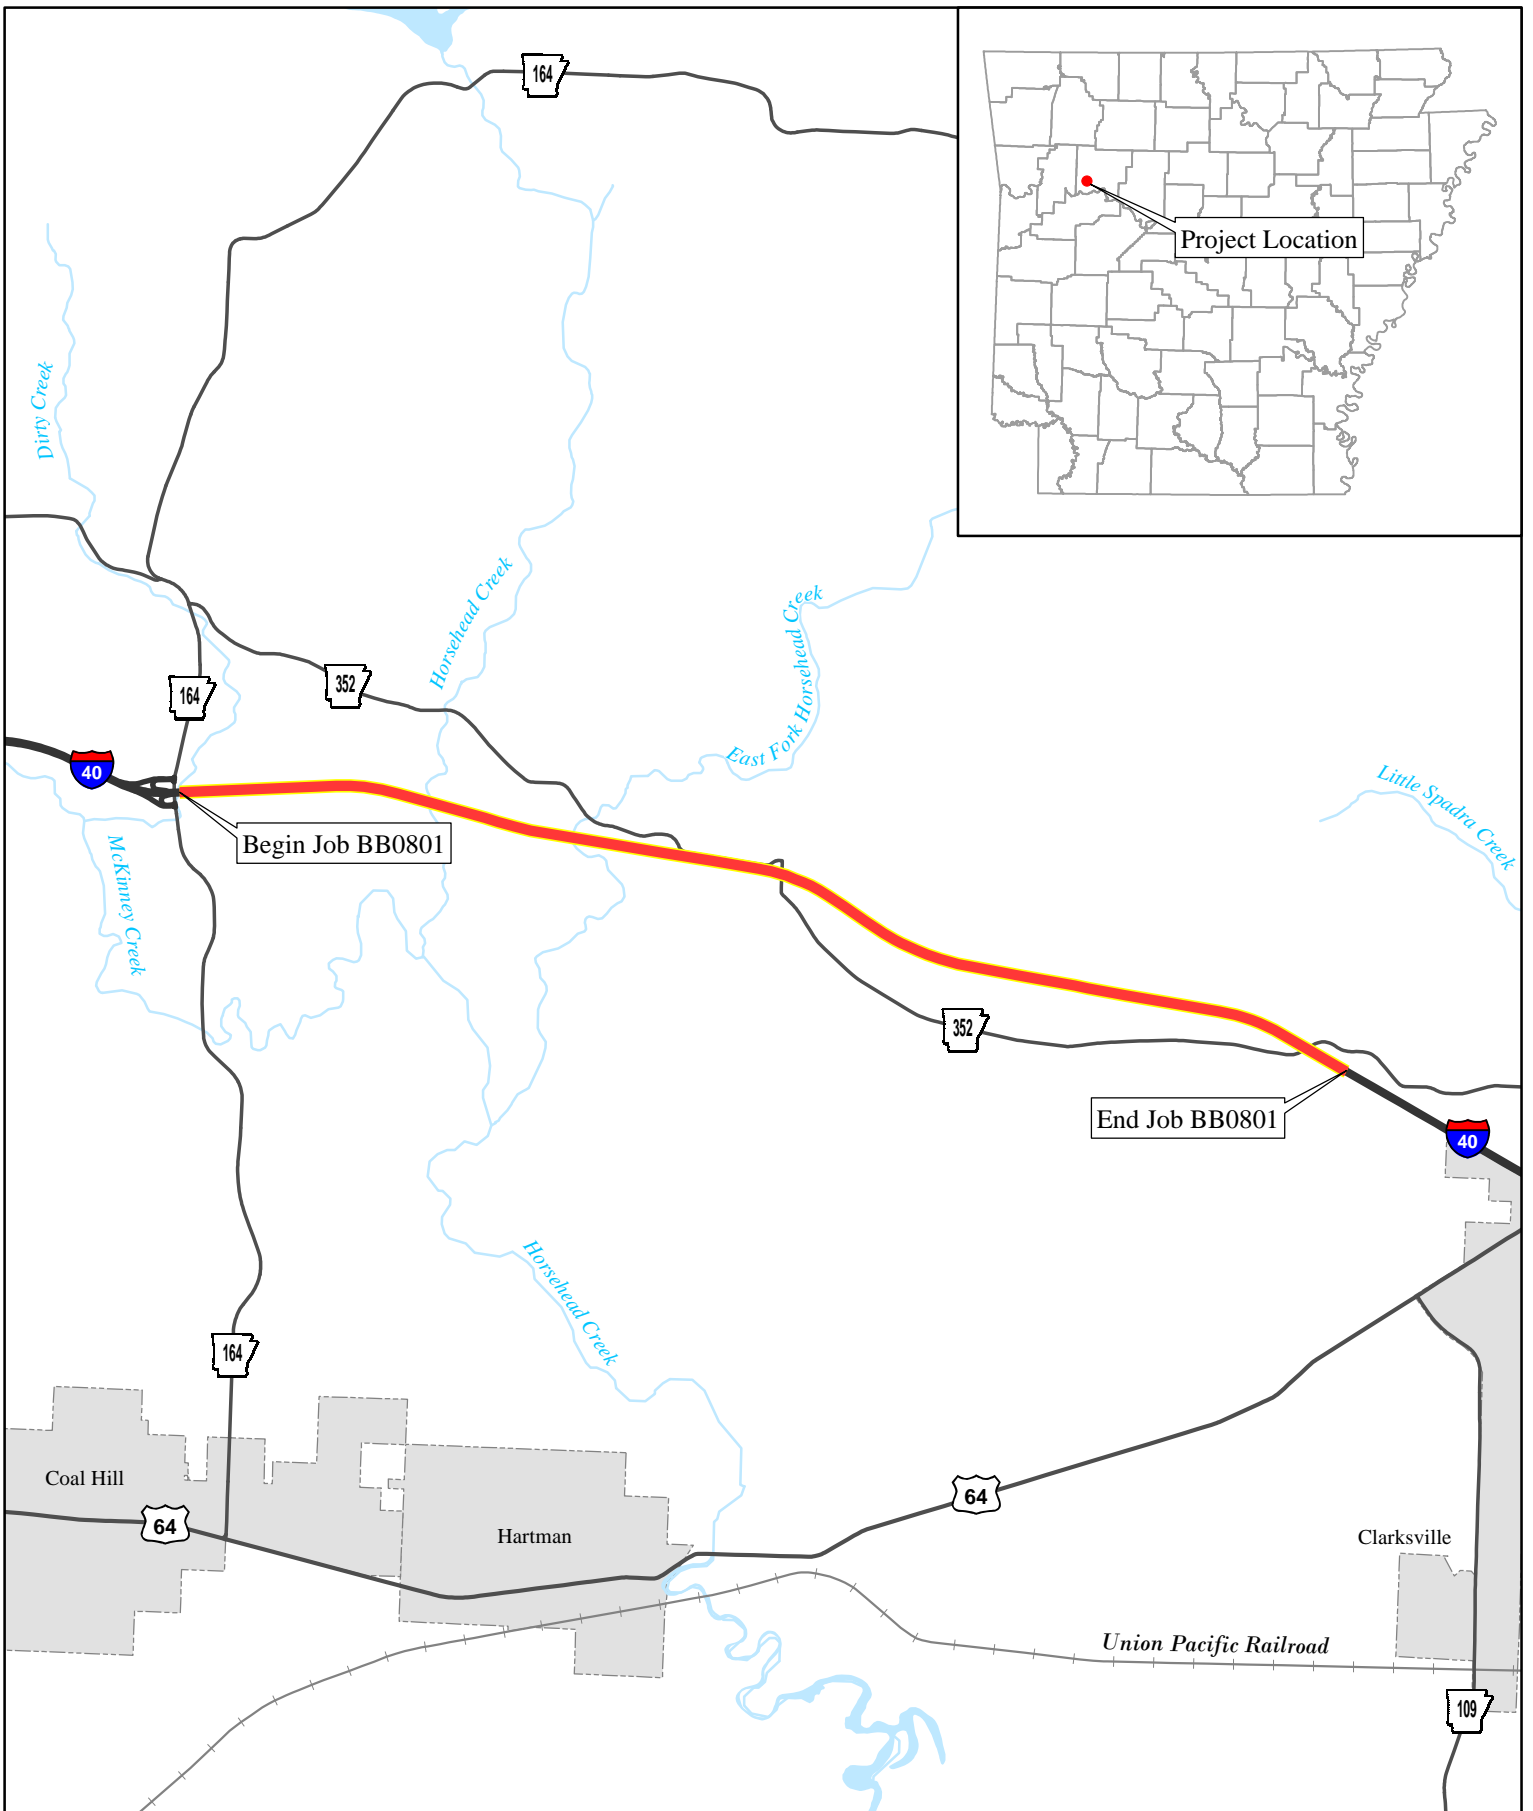 164
Project Location
Dirty Creek
Horsehead Creek
East Fork Horsehead Creek
352
164
40
Little Spadra Creek
Begin Job BB0801
McKinney Creek
352
End Job BB0801
40
Horsehead Creek
164
Coal Hill
64
64
Hartman
Clarksville
Union Pacific Railroad
109